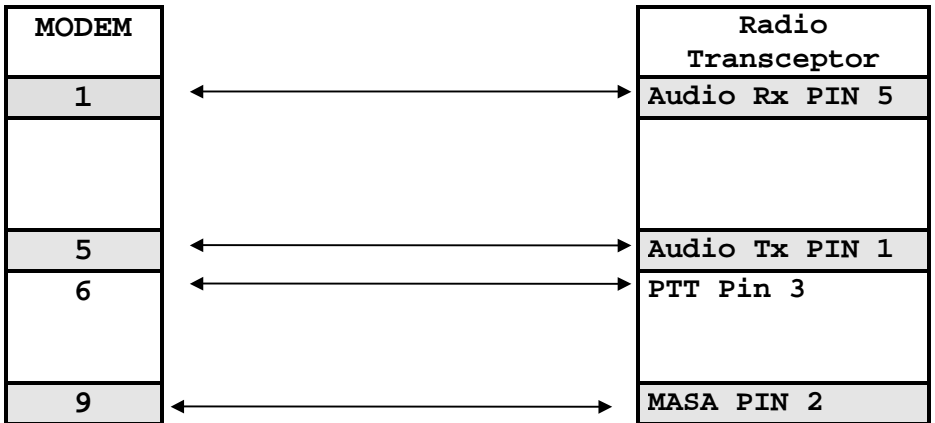 MODEM
Radio
Transceptor
1
Audio Rx PIN 5
5
Audio Tx PIN 1
6
PTT Pin 3
9
MASA PIN 2